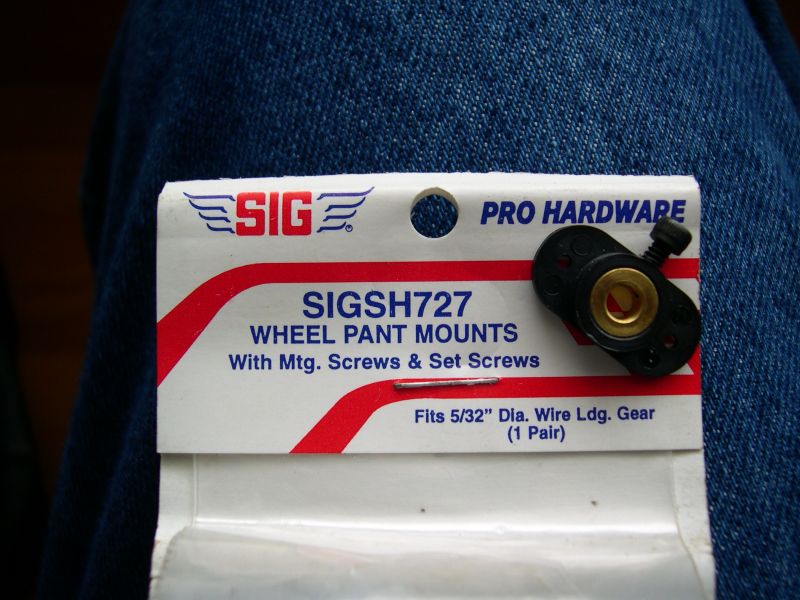 SIG
PRO HARDWARE
SIGSH727
WHEEL PANT MOUNTS
With Mtg. Screws & Set Screws
Fits 5/32" Dia. Wire Ldg. Gear
(1 Pair)